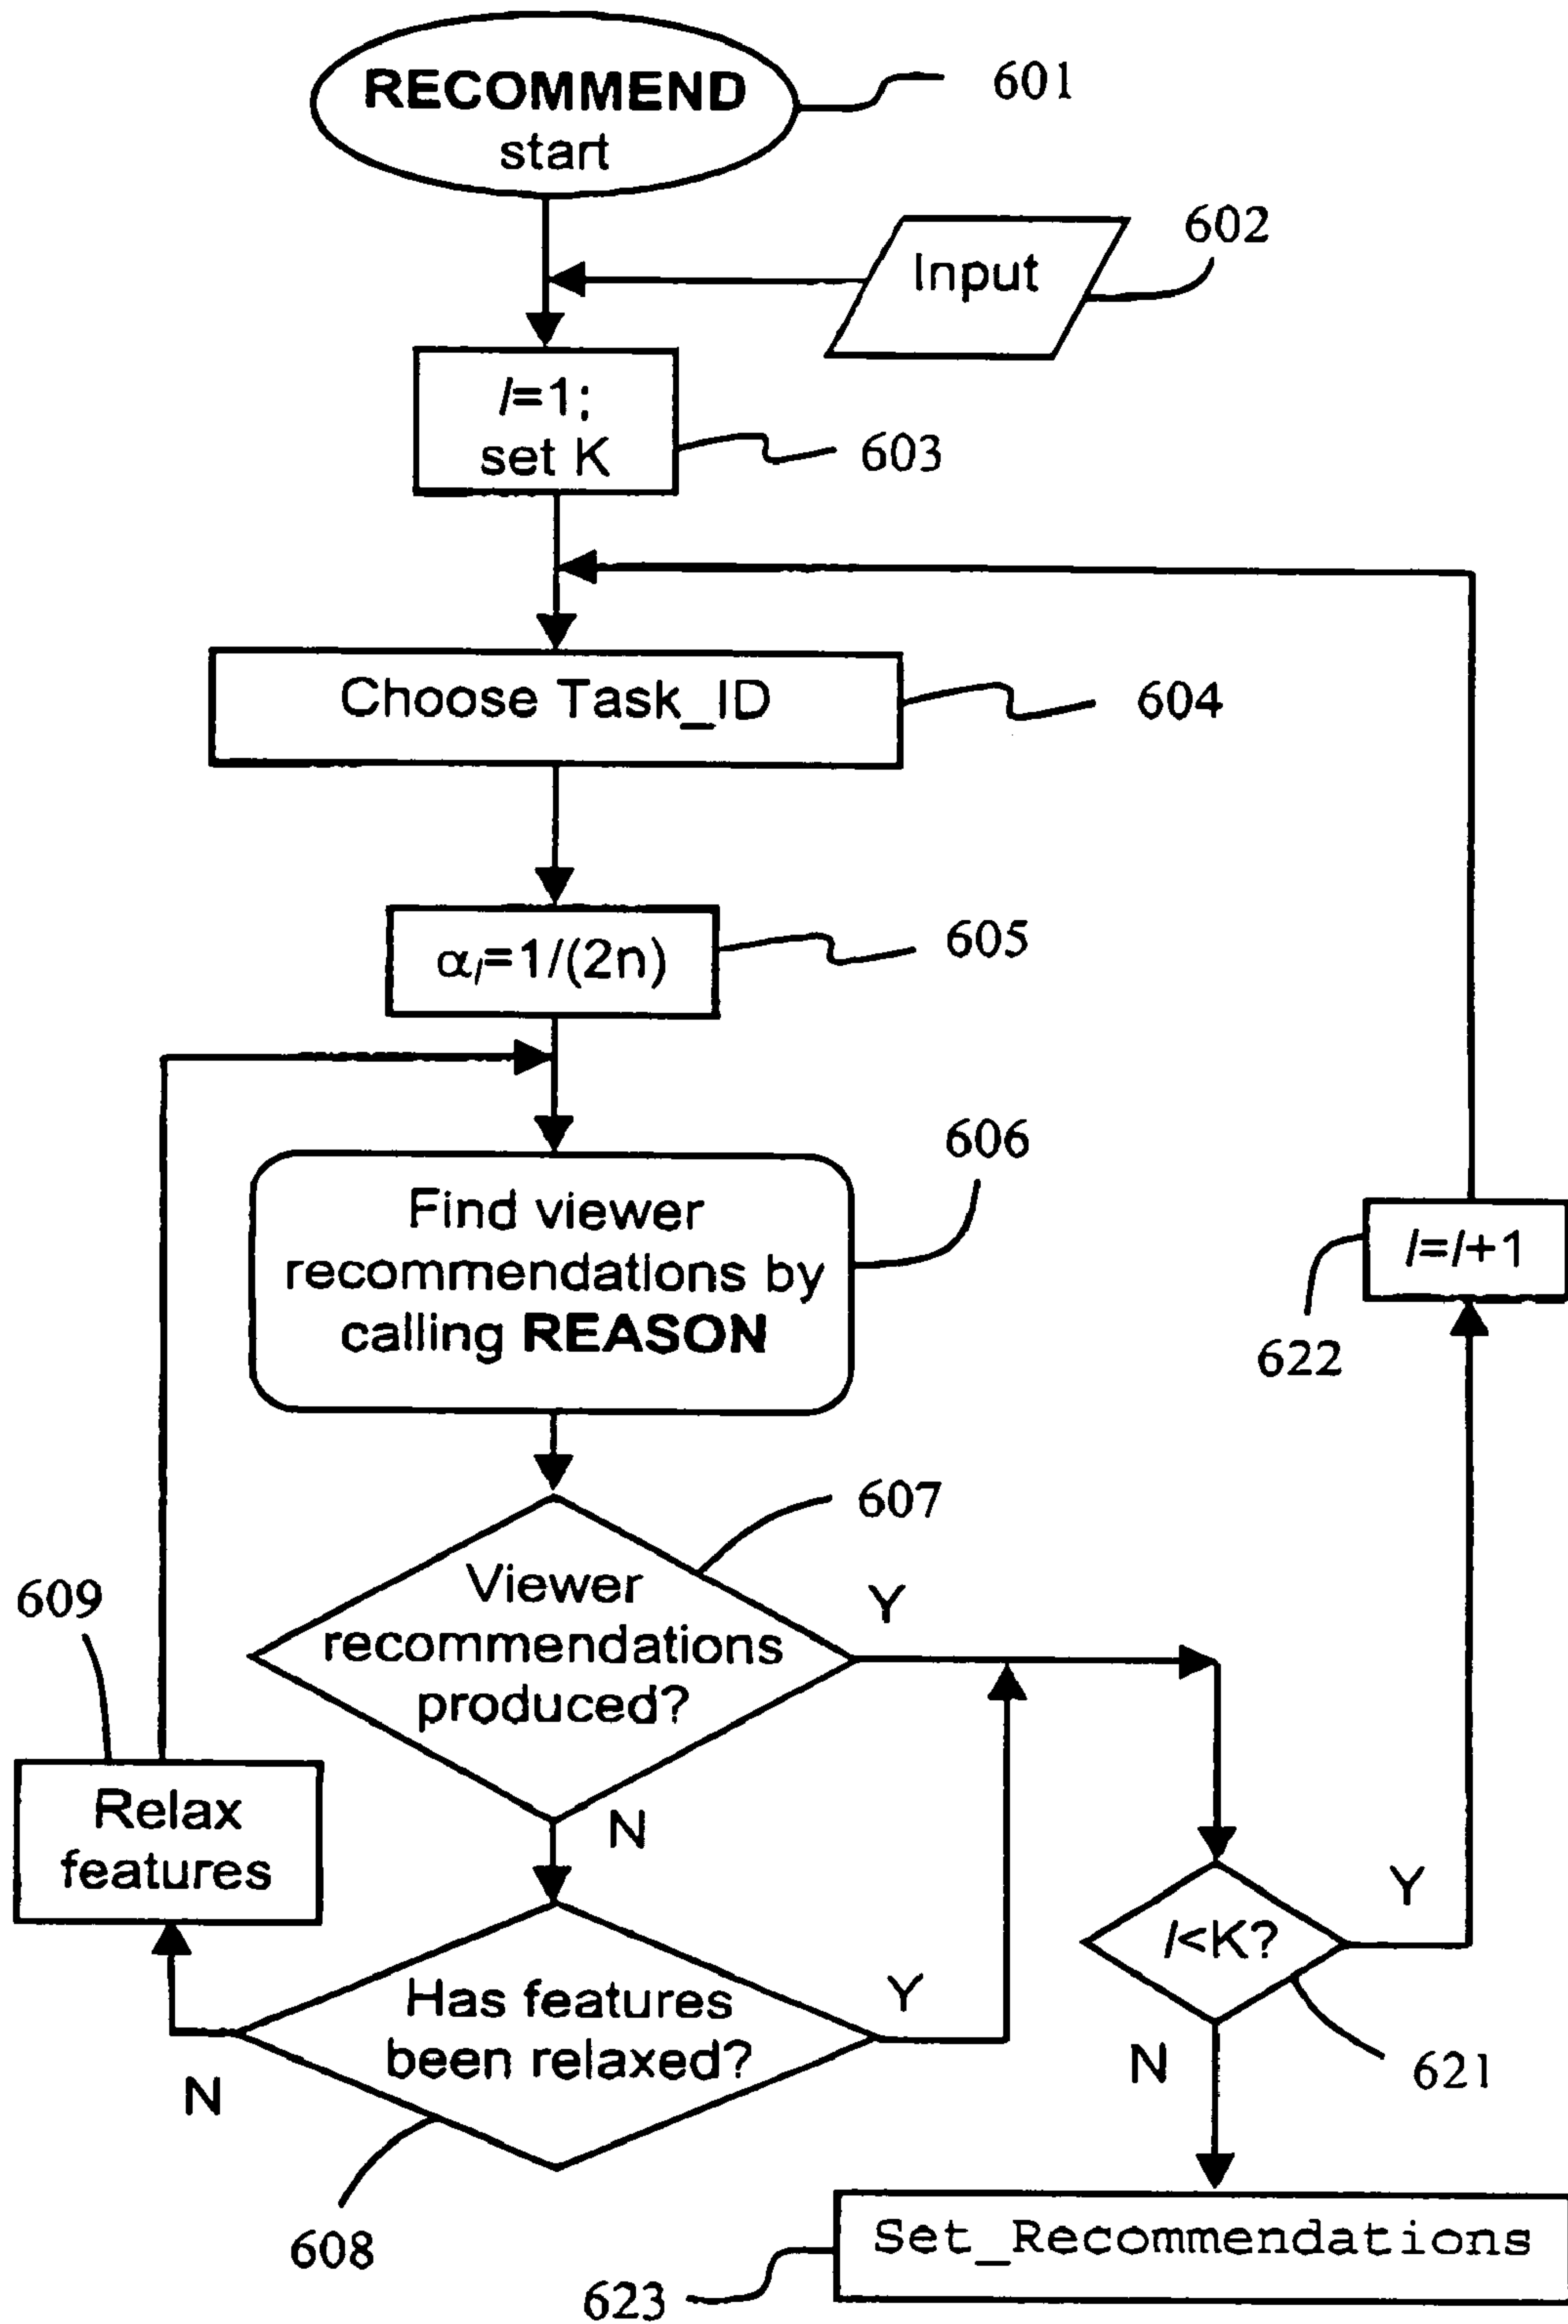 RECOMMEND
start
601
Input
602
l=1;
set K
603
Choose Task_ID
604
αl=1/(2n)
605
Find viewer
recommendations by
calling REASON
606
l=l+1
622
Viewer
recommendations
produced?
607
Y
N
609
Relax
features
Has features
been relaxed?
Y
N
608
l<K?
Y
N
621
Set_Recommendations
623